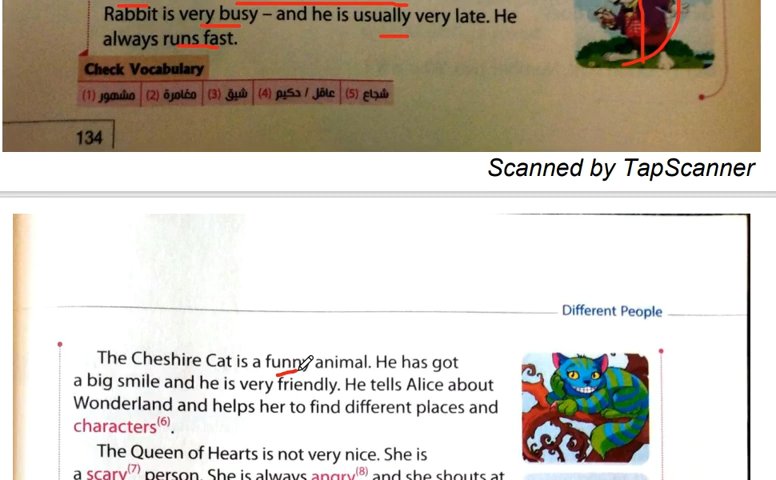 Rabbit is very busy – and he is usually very late. He
always runs fast.
Check Vocabulary
(1) مشهور (2) مغامرة (3) شيق (4) عاقل / حكيم (5) شجاع
134
Scanned by TapScanner
Different People
The Cheshire Cat is a funny animal. He has got
a big smile and he is very friendly. He tells Alice about
Wonderland and helps her to find different places and
characters(6).
The Queen of Hearts is not very nice. She is
a scary(7) person. She is always angry(8) and she shouts at